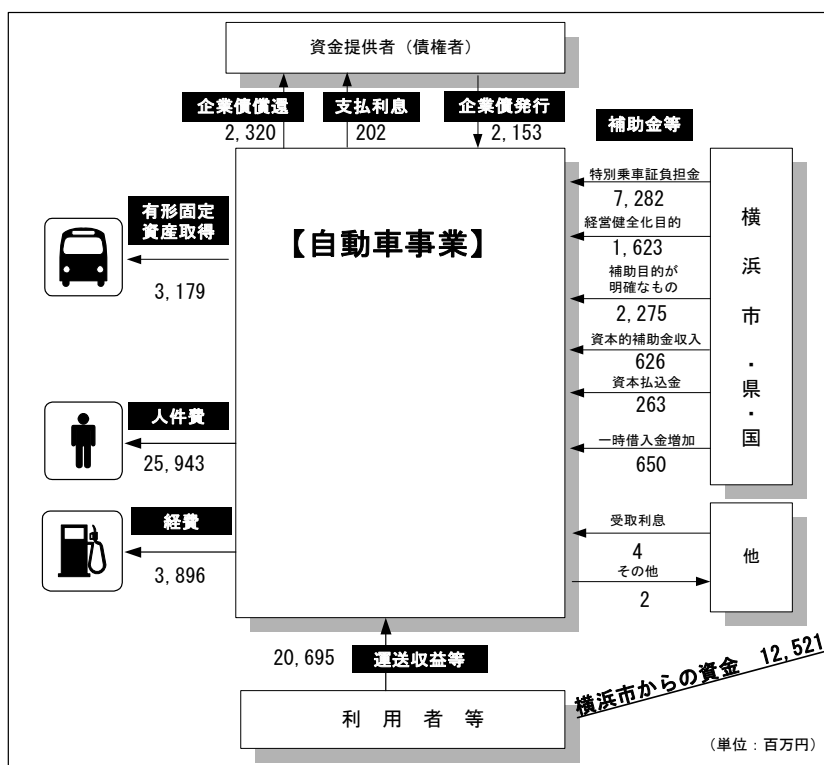 資金提供者（債権者）
企業債償還
2,320
支払利息
202
企業債発行
2,153
補助金等
【自動車事業】
有形固定
資産取得
3,179
人件費
25,943
経費
3,896
特別乗車証負担金
7,282
経営健全化目的
1,623
補助目的が
明確なもの
2,275
資本的補助金収入
626
資本払込金
263
一時借入金増加
650
横浜市・県・国
受取利息
4
その他
2
他
20,695
運送収益等
利用者等
横浜市からの資金 12,521
（単位：百万円）